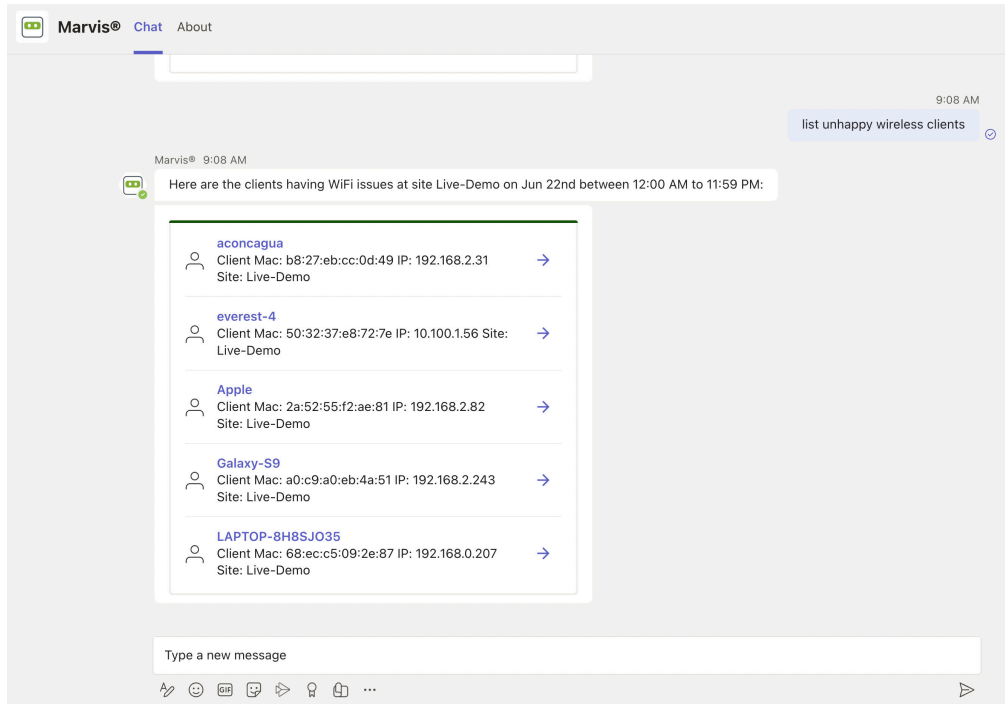 Marvis® Chat About
9:08 AM
list unhappy wireless clients
Marvis® 9:08 AM
Here are the clients having WiFi issues at site Live-Demo on Jun 22nd between 12:00 AM to 11:59 PM:
aconcagua
Client Mac: b8:27:eb:cc:0d:49 IP: 192.168.2.31
Site: Live-Demo
everest-4
Client Mac: 50:32:37:e8:72:7e IP: 10.100.1.56 Site:
Live-Demo
Apple
Client Mac: 2a:52:55:f2:ae:81 IP: 192.168.2.82
Site: Live-Demo
Galaxy-S9
Client Mac: a0:c9:a0:eb:4a:51 IP: 192.168.2.243
Site: Live-Demo
LAPTOP-8H8SJO35
Client Mac: 68:ec:c5:09:2e:87 IP: 192.168.0.207
Site: Live-Demo
Type a new message
GIF